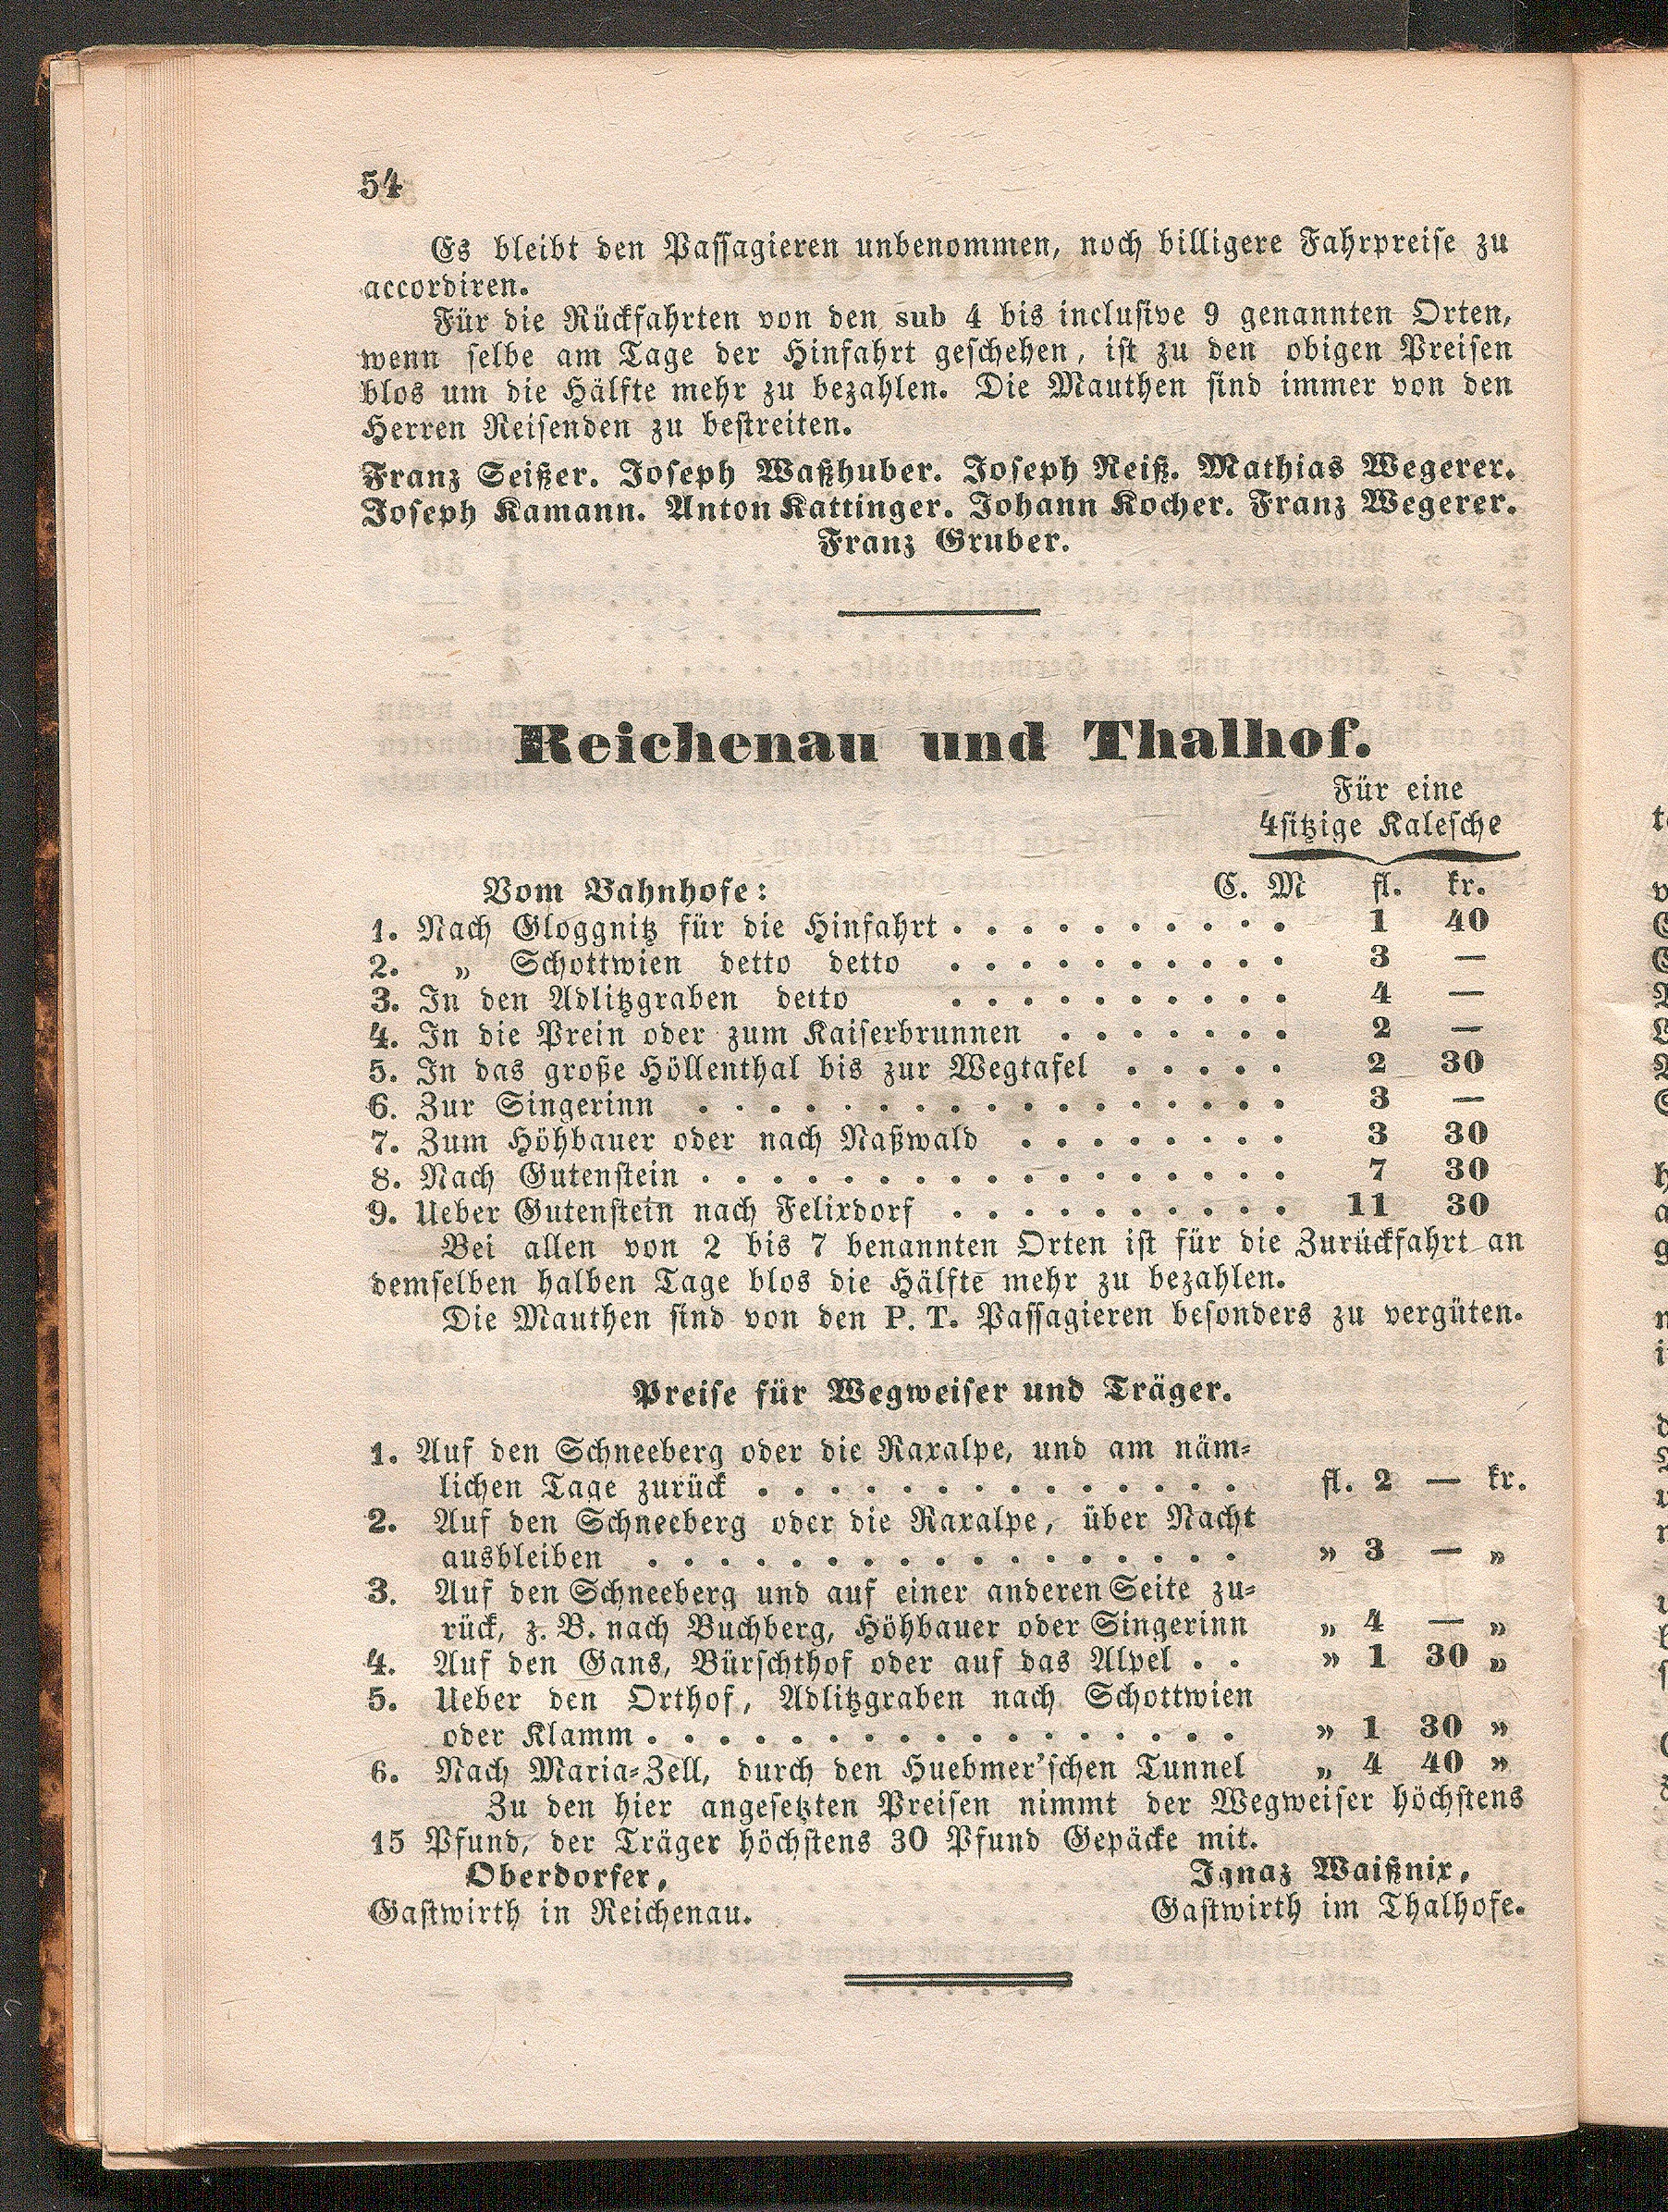 54
Es bleibt den Passagieren unbenommen, noch billigere Fahrpreise zu
accordiren.
Für die Rückfahrten von den sub 4 bis inclusive 9 genannten Orten,
wenn selbe am Tage der Hinfahrt geschehen, ist zu den obigen Preisen
blos um die Hälfte mehr zu bezahlen. Die Mauthen sind immer von den
Herren Reisenden zu bestreiten.
Franz Seißer. Joseph Waßhuber. Joseph Reiß. Mathias Wegerer.
Joseph Kamann. Anton Kattinger. Johann Kocher. Franz Wegerer.
Franz Gruber.
Reichenau und Thalhof.
Für eine
4sitzige Kalesche
Vom Bahnhofe: C. M fl. kr.
1. Nach Gloggnitz für die Hinfahrt . . . . . . . . . . 1 40
2. „ Schottwien detto detto . . . . . . . . . . 3 —
3. In den Adlitzgraben detto . . . . . . . . . . 4 —
4. In die Prein oder zum Kaiserbrunnen . . . . . . . 2 —
5. In das große Höllenthal bis zur Wegtafel . . . . . 2 30
6. Zur Singerinn . . . . . . . . . . . . . . . . . 3 —
7. Zum Höhbauer oder nach Naßwald . . . . . . . . 3 30
8. Nach Gutenstein . . . . . . . . . . . . . . . . . 7 30
9. Ueber Gutenstein nach Felixdorf . . . . . . . . . . 11 30
Bei allen von 2 bis 7 benannten Orten ist für die Zurückfahrt an
demselben halben Tage blos die Hälfte mehr zu bezahlen.
Die Mauthen sind von den P. T. Passagieren besonders zu vergüten.
Preise für Wegweiser und Träger.
1. Auf den Schneeberg oder die Raxalpe, und am näm-
lichen Tage zurück . . . . . . . . . . . . . . fl. 2 — kr.
2. Auf den Schneeberg oder die Raxalpe, über Nacht
ausbleiben . . . . . . . . . . . . . . . . . » 3 — »
3. Auf den Schneeberg und auf einer anderen Seite zu-
rück, z. B. nach Buchberg, Höhbauer oder Singerinn „ 4 — »
4. Auf den Gans, Bürschthof oder auf das Alpel . . » 1 30 »
5. Ueber den Orthof, Adlitzgraben nach Schottwien
oder Klamm . . . . . . . . . . . . . . . . . » 1 30 »
6. Nach Maria-Zell, durch den Huebmer'schen Tunnel „ 4 40 »
Zu den hier angesetzten Preisen nimmt der Wegweiser höchstens
15 Pfund, der Träger höchstens 30 Pfund Gepäcke mit.
Oberdorfer, Ignaz Waißnix,
Gastwirth in Reichenau. Gastwirth im Thalhofe.